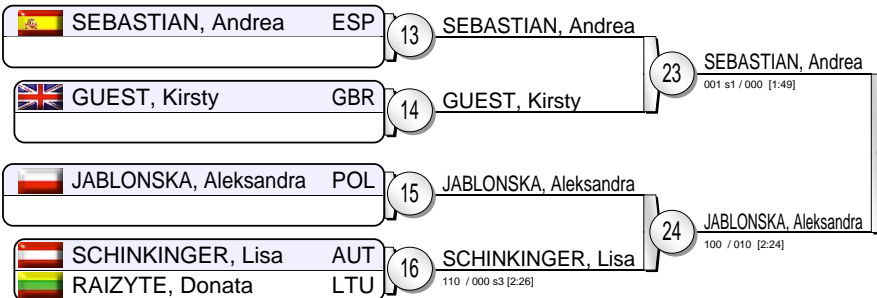 SEBASTIAN, Andrea ESP
13
SEBASTIAN, Andrea
GUEST, Kirsty GBR
14
GUEST, Kirsty
23
SEBASTIAN, Andrea
001 s1 / 000 [1:49]
JABLONSKA, Aleksandra POL
15
JABLONSKA, Aleksandra
SCHINKINGER, Lisa AUT
RAIZYTE, Donata LTU
16
SCHINKINGER, Lisa
110 / 000 s3 [2:26]
24
JABLONSKA, Aleksandra
100 / 010 [2:24]